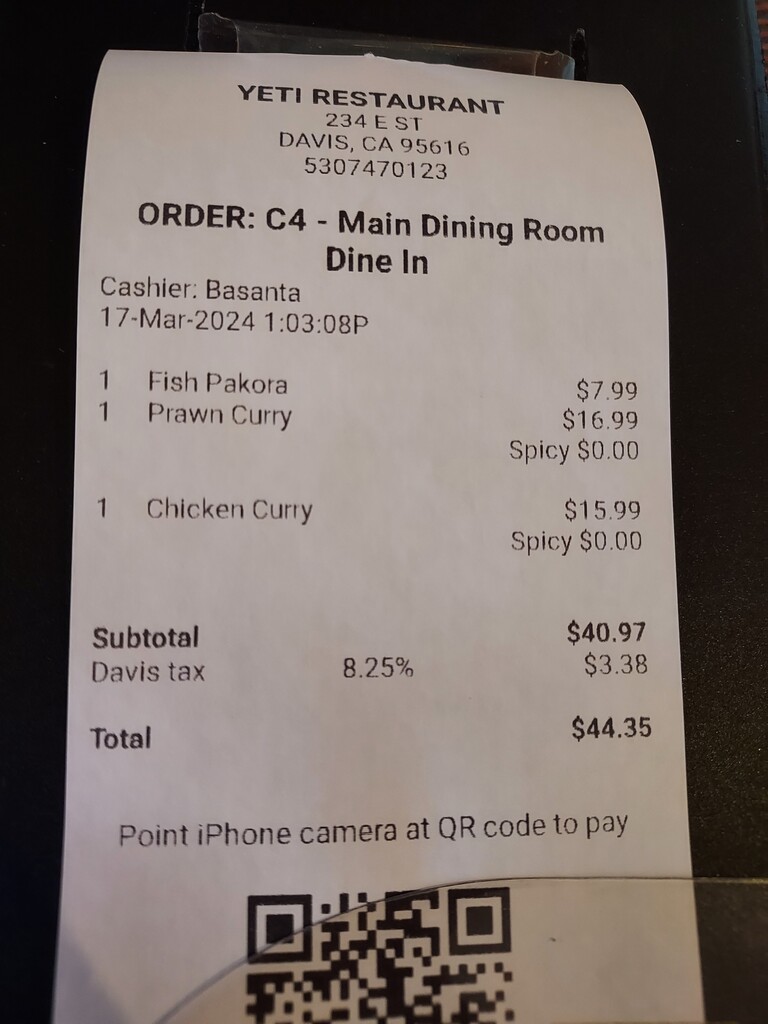 YETI RESTAURANT
234 E ST
DAVIS, CA 95616
5307470123
ORDER: C4 - Main Dining Room
Dine In
Cashier: Basanta
17-Mar-2024 1:03:08P
1 Fish Pakora $7.99
1 Prawn Curry $16.99
Spicy $0.00
1 Chicken Curry $15.99
Spicy $0.00
Subtotal $40.97
Davis tax 8.25% $3.38
Total $44.35
Point iPhone camera at QR code to pay